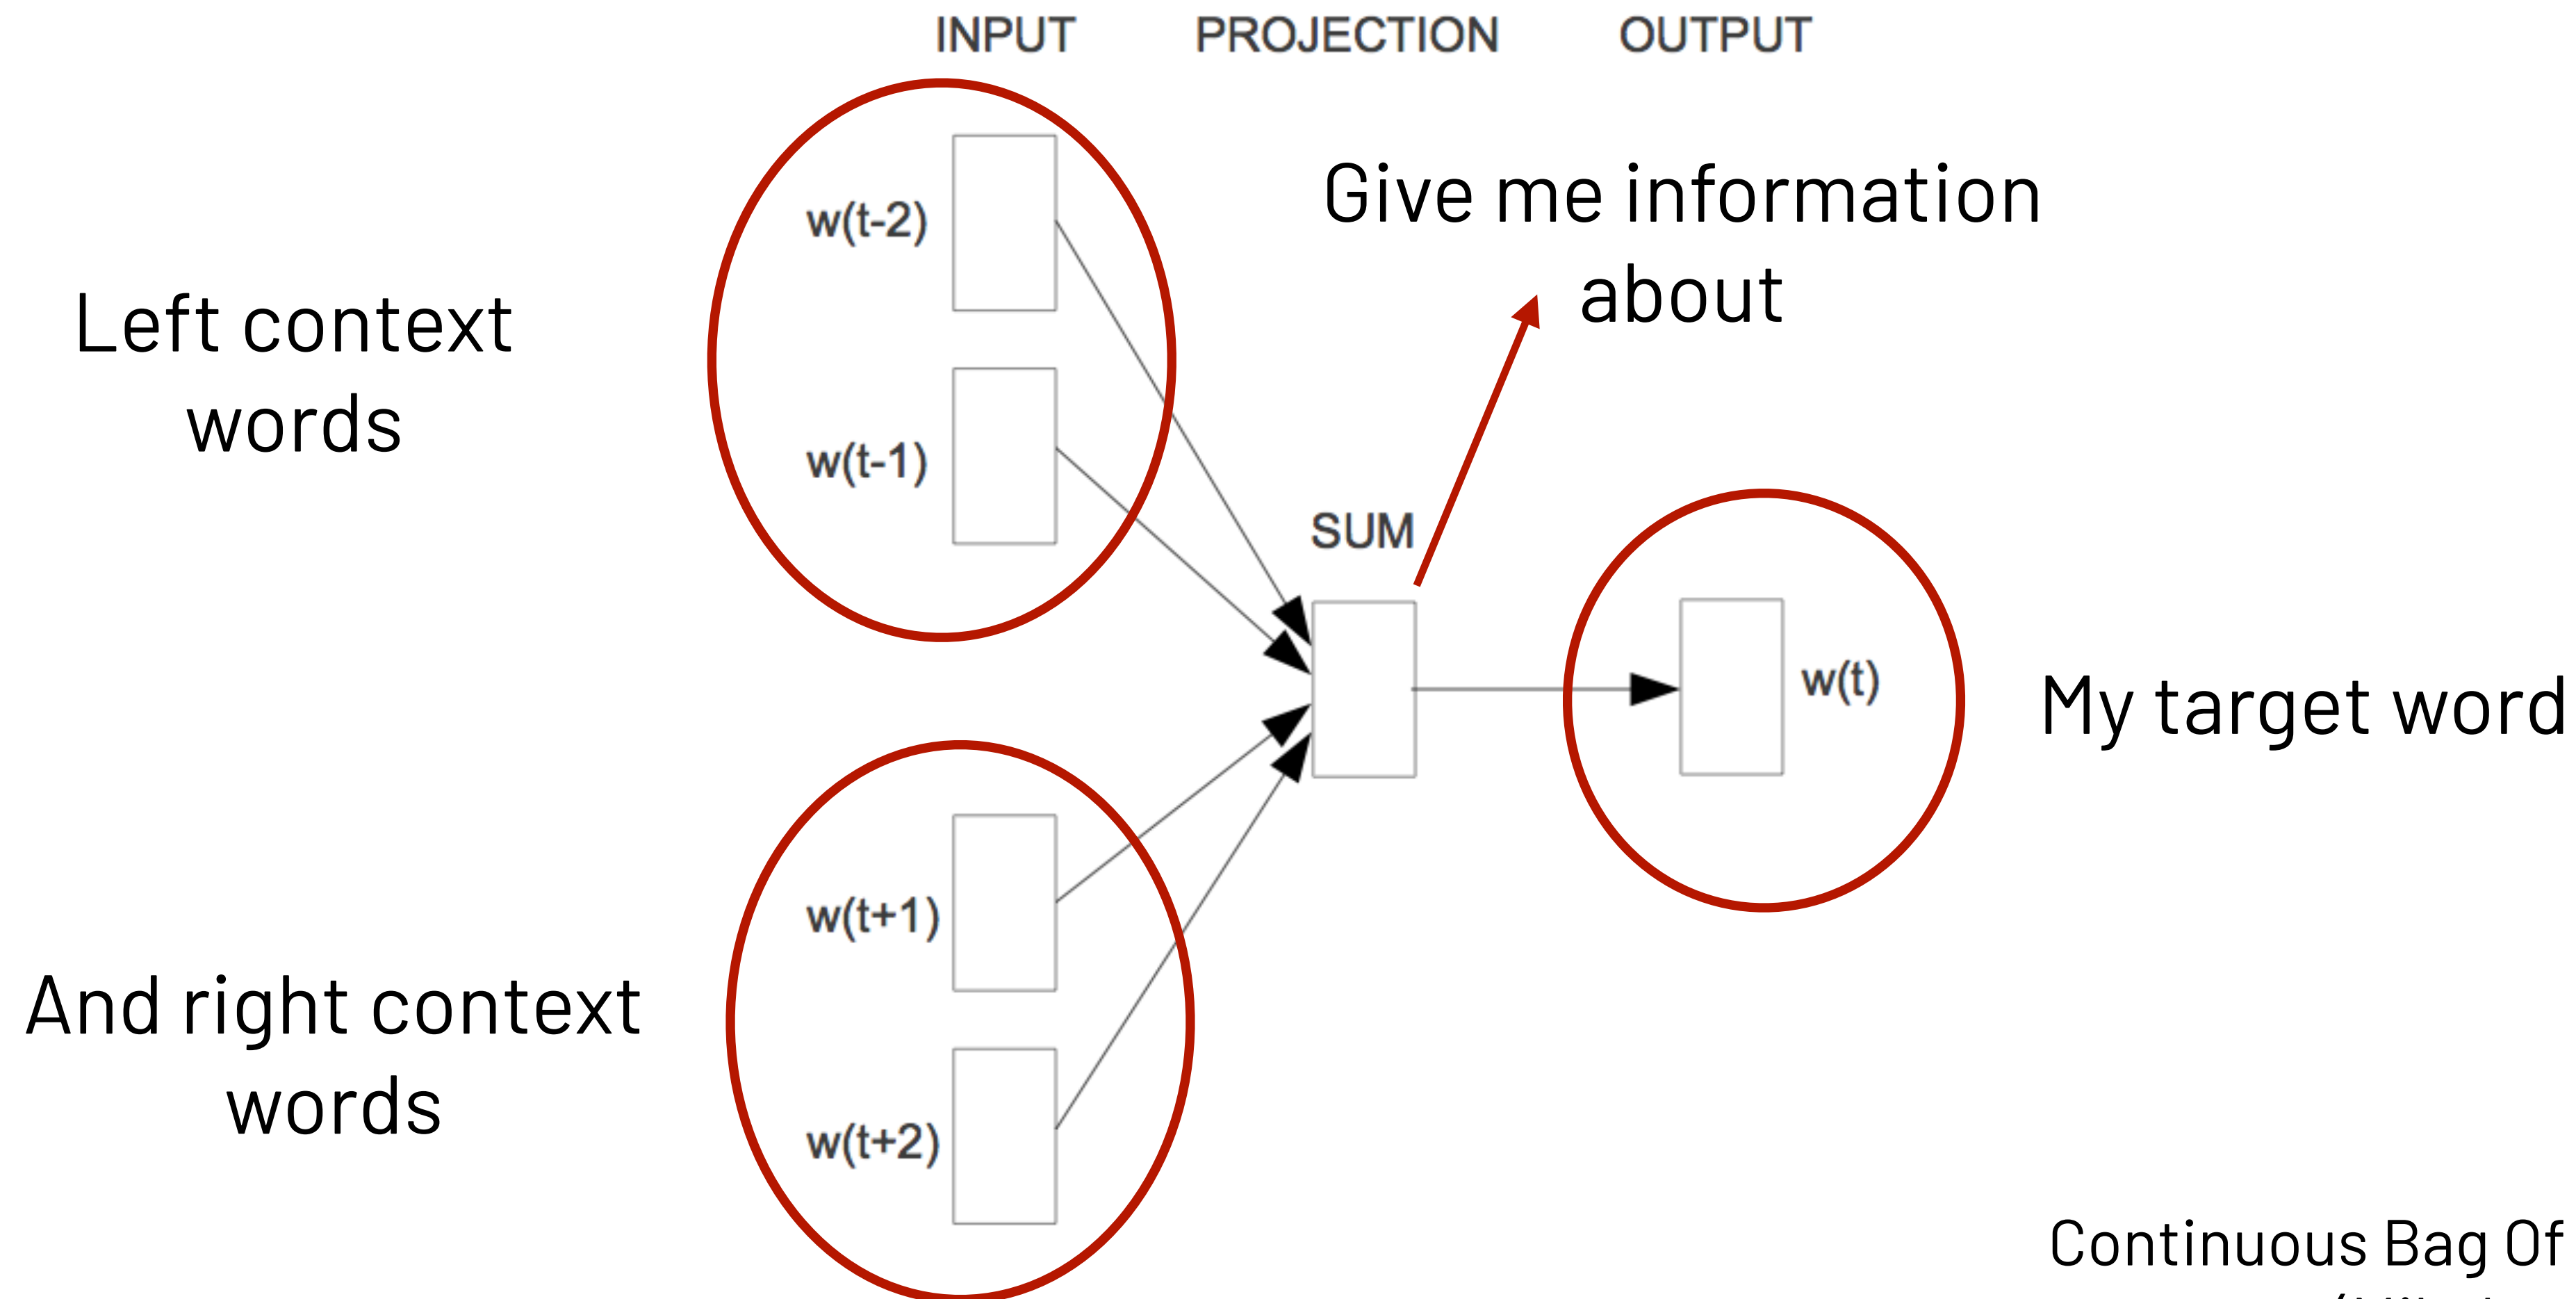 INPUT PROJECTION OUTPUT
w(t-2)
Give me information
about
Left context
words
w(t-1)
SUM
w(t)
My target word
w(t+1)
And right context
words
w(t+2)
Continuous Bag Of